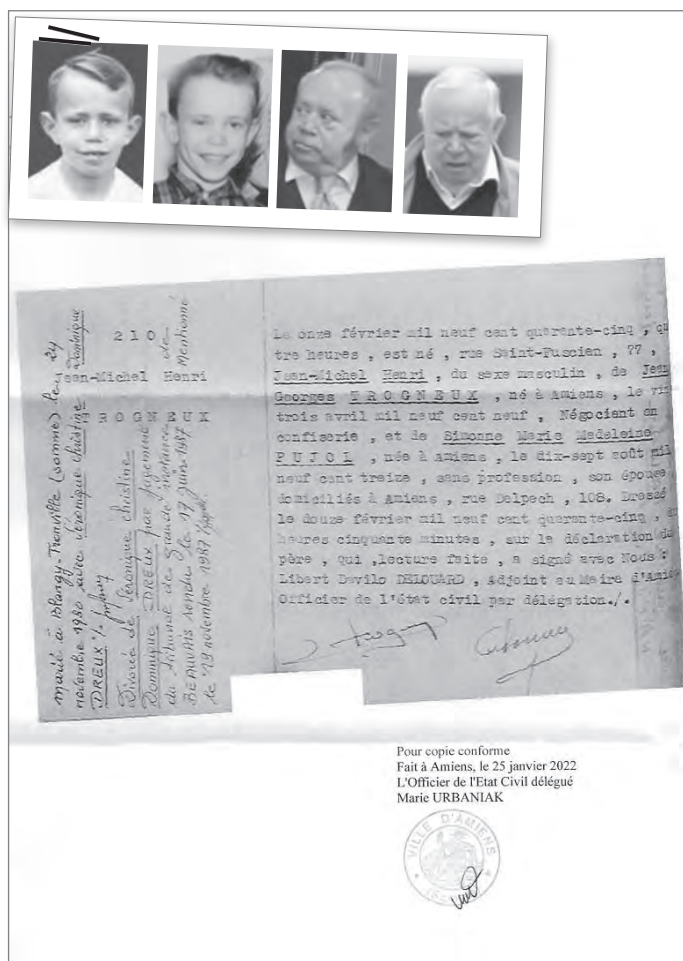 marié à Blangy-Tronville (Somme) le 24
novembre 1980 avec Véronique Christine Dominique
DREUX
Divorcé de Véronique Christine
Dominique DREUX par jugement
du tribunal de grande instance de
BEAUVAIS rendu le 17 juin 1987 Mentionné
le 19 novembre 1987
210
Jean-Michel Henri
TROGNEUX
Le onze février mil neuf cent quarante-cinq , qu
tre heures , est né , rue Saint-Fuscien , 77 ,
Jean-Michel Henri , du sexe masculin , de Jean
Georges TROGNEUX , né à Amiens , le vin
trois avril mil neuf cent neuf , Négociant en
confiserie , et de Simonne Marie Madeleine
PUJOL , née à Amiens , le dix-sept août mil
neuf cent treize , sans profession , son épouse
domiciliés à Amiens , rue Delpech , 108. Dressé
le douze février mil neuf cent quarante-cinq ,
heures cinquante minutes , sur la déclaration du
père , qui ,lecture faite , a signé avec Nous :
Libert Davilo DELOUARD , Adjoint au Maire d'Amie
Officier de l'état civil par délégation./.
Pour copie conforme
Fait à Amiens, le 25 janvier 2022
L'Officier de l'Etat Civil délégué
Marie URBANIAK
VILLE D'AMIENS